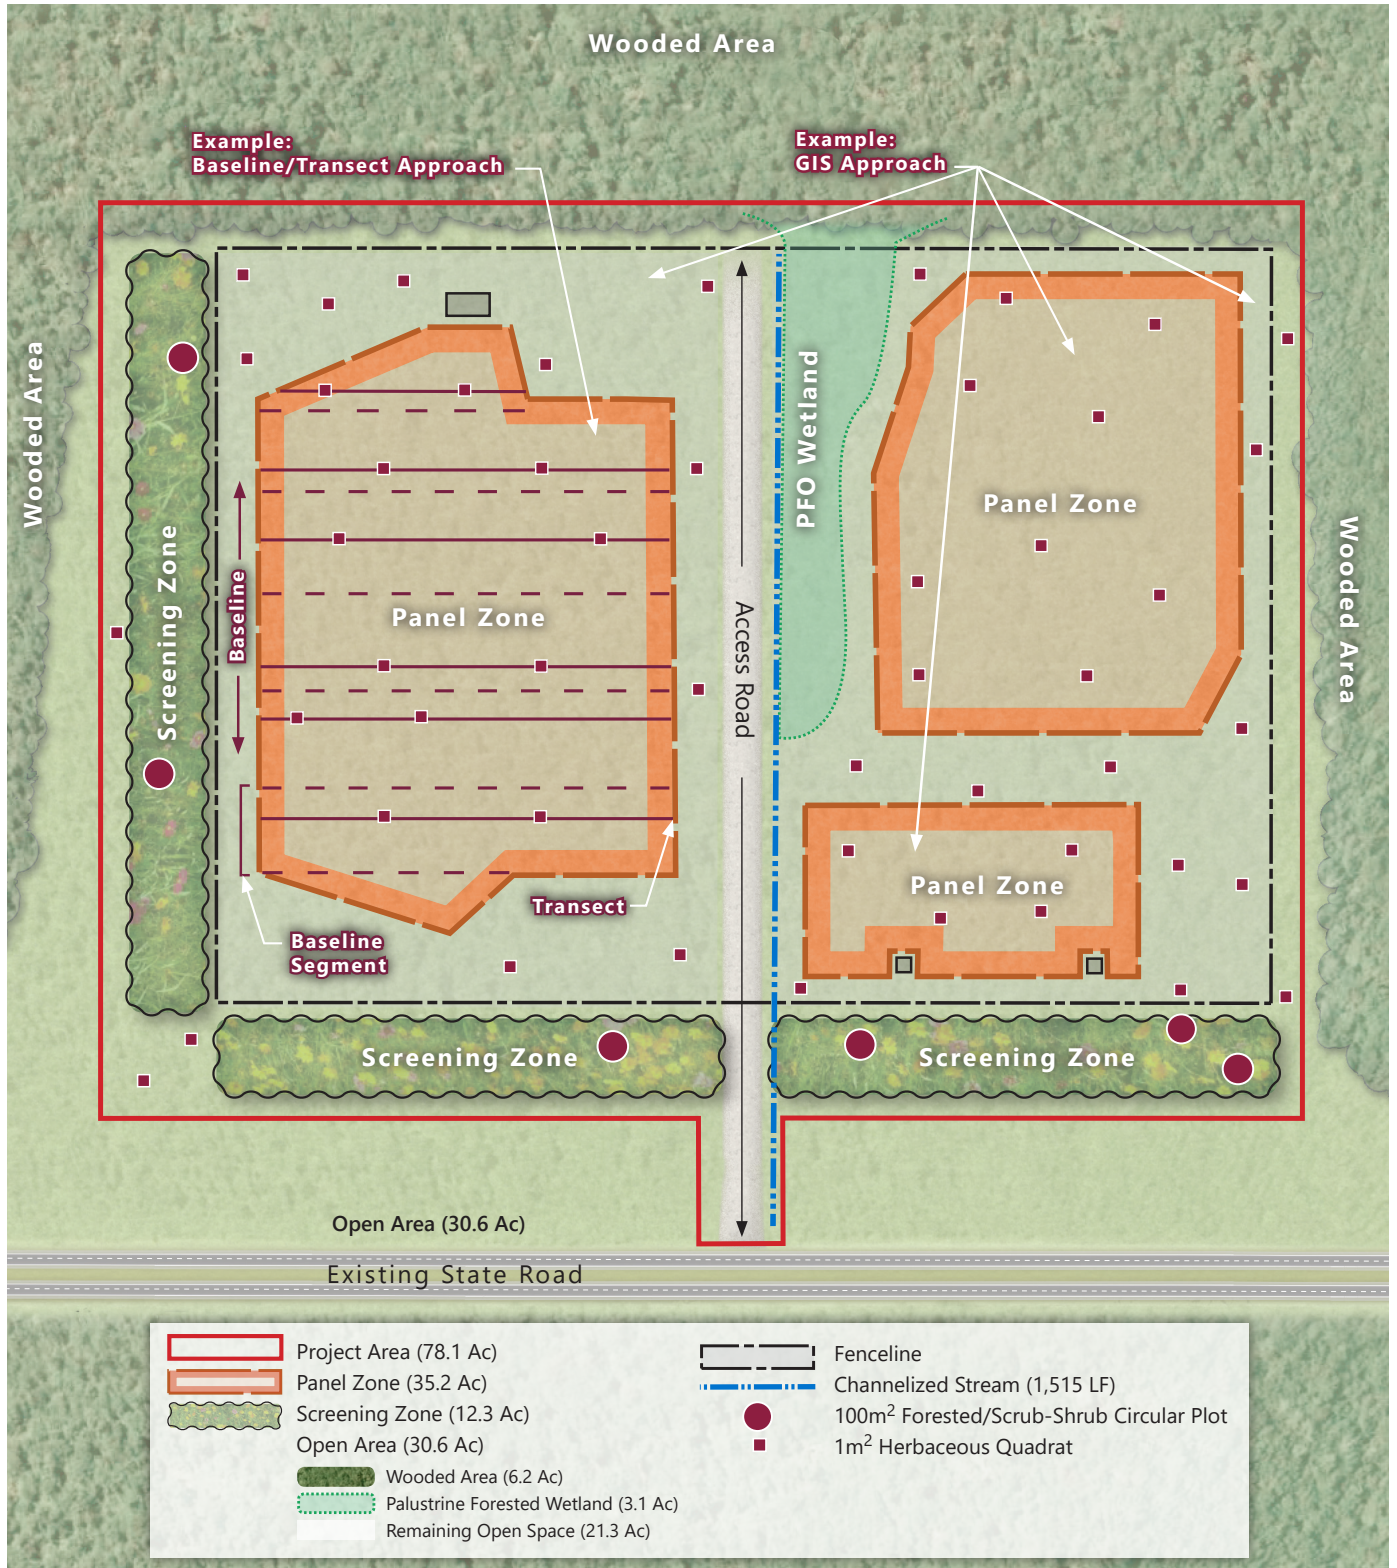 Wooded Area
Example:
Baseline/Transect Approach
Example:
GIS Approach
Wooded Area
PFO Wetland
Panel Zone
Wooded Area
Screening Zone
Baseline
Panel Zone
Access Road
Panel Zone
Transect
Baseline
Segment
Screening Zone
Screening Zone
Open Area (30.6 Ac)
Existing State Road
Project Area (78.1 Ac)
Panel Zone (35.2 Ac)
Screening Zone (12.3 Ac)
Open Area (30.6 Ac)
Wooded Area (6.2 Ac)
Palustrine Forested Wetland (3.1 Ac)
Remaining Open Space (21.3 Ac)
Fenceline
Channelized Stream (1,515 LF)
100m² Forested/Scrub-Shrub Circular Plot
1m² Herbaceous Quadrat